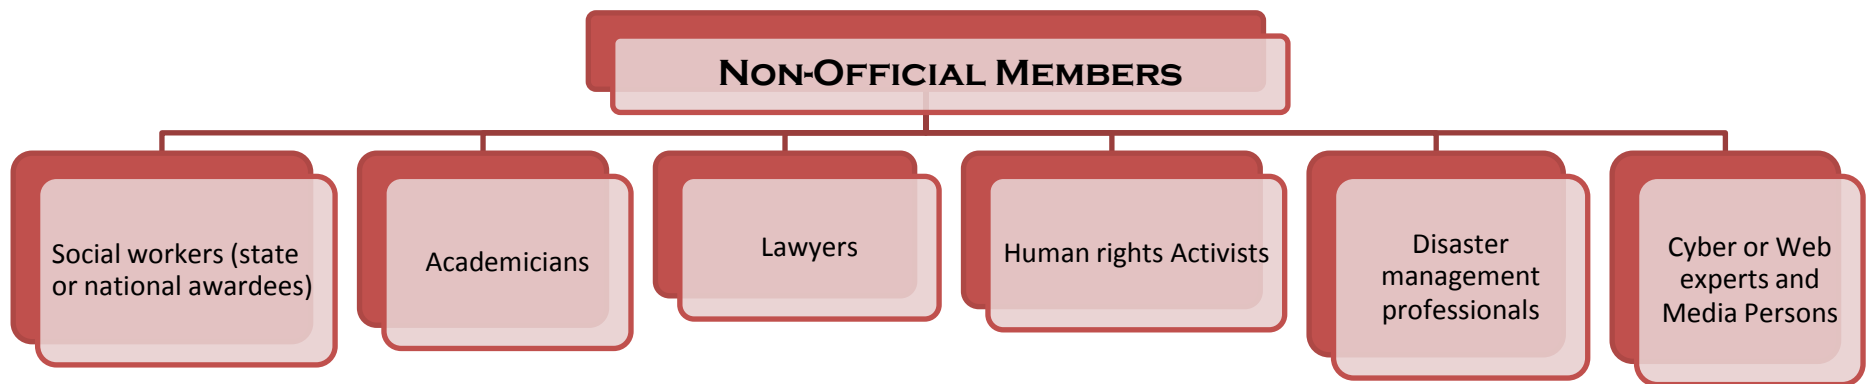 NON-OFFICIAL MEMBERS
Social workers (state
or national awardees)
Academicians
Lawyers
Human rights Activists
Disaster
management
professionals
Cyber or Web
experts and
Media Persons